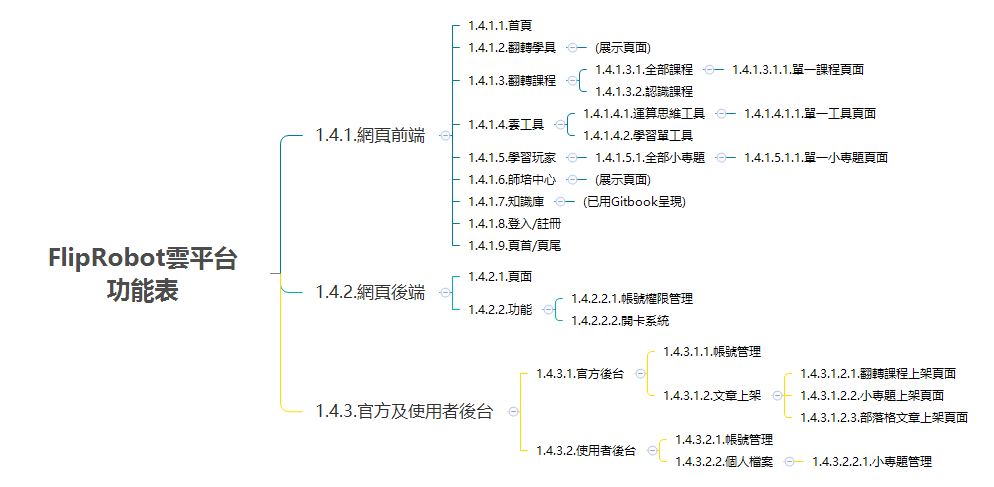 FlipRobot雲平台
功能表
1.4.1.網頁前端
1.4.1.1.首頁
1.4.1.2.翻轉學具
(展示頁面)
1.4.1.3.翻轉課程
1.4.1.3.1.全部課程
1.4.1.3.1.1.單一課程頁面
1.4.1.3.2.認識課程
1.4.1.4.雲工具
1.4.1.4.1.運算思維工具
1.4.1.4.1.1.單一工具頁面
1.4.1.4.2.學習單工具
1.4.1.5.學習玩家
1.4.1.5.1.全部小專題
1.4.1.5.1.1.單一小專題頁面
1.4.1.6.師培中心
(展示頁面)
1.4.1.7.知識庫
(已用Gitbook呈現)
1.4.1.8.登入/註冊
1.4.1.9.頁首/頁尾
1.4.2.網頁後端
1.4.2.1.頁面
1.4.2.2.功能
1.4.2.2.1.帳號權限管理
1.4.2.2.2.開卡系統
1.4.3.官方及使用者後台
1.4.3.1.官方後台
1.4.3.1.1.帳號管理
1.4.3.1.2.文章上架
1.4.3.1.2.1.翻轉課程上架頁面
1.4.3.1.2.2.小專題上架頁面
1.4.3.1.2.3.部落格文章上架頁面
1.4.3.2.使用者後台
1.4.3.2.1.帳號管理
1.4.3.2.2.個人檔案
1.4.3.2.2.1.小專題管理